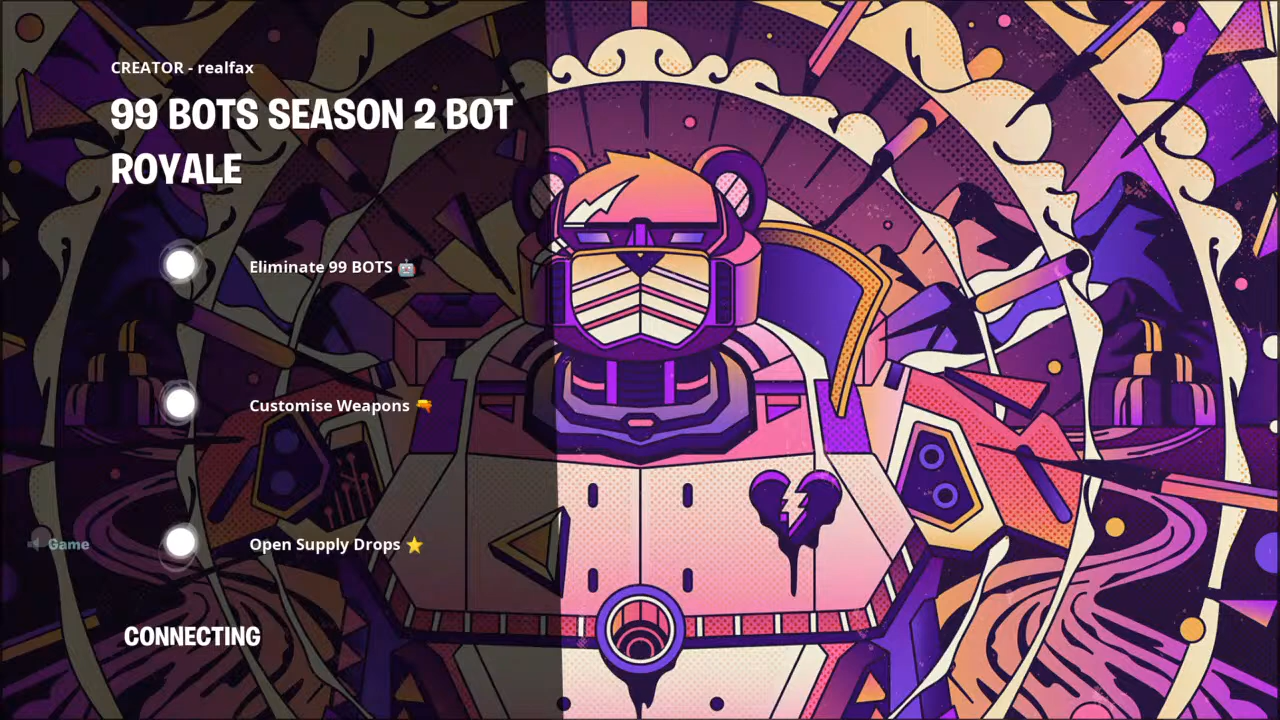 CREATOR - realfax
99 BOTS SEASON 2 BOT
ROYALE
Eliminate 99 BOTS 🤖
Customise Weapons 🔫
Game
Open Supply Drops ⭐
CONNECTING